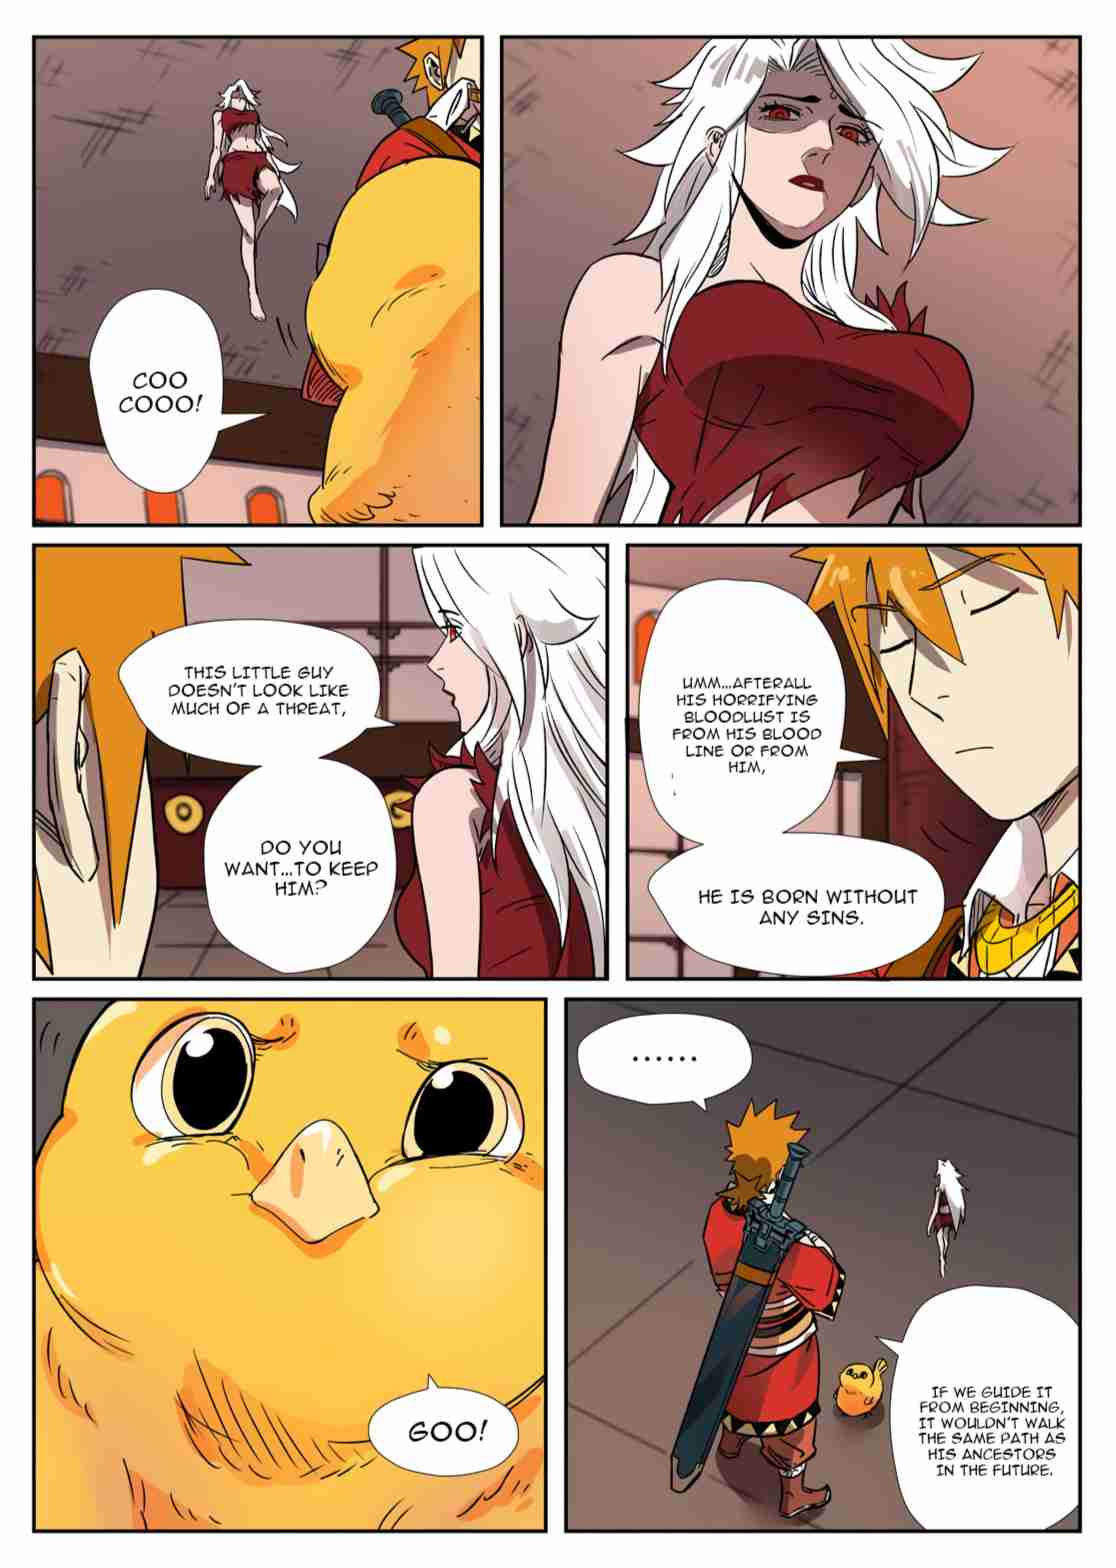 COO
COOO!
THIS LITTLE GUY
DOESN'T LOOK LIKE
MUCH OF A THREAT,
DO YOU
WANT...TO KEEP
HIM?
UMM...AFTERALL
HIS HORRIFYING
BLOODLUST IS
FROM HIS BLOOD
LINE OR FROM
HIM,
HE IS BORN WITHOUT
ANY SINS.
GOO!
......
IF WE GUIDE IT
FROM BEGINNING,
IT WOULDN'T WALK
THE SAME PATH AS
HIS ANCESTORS
IN THE FUTURE.